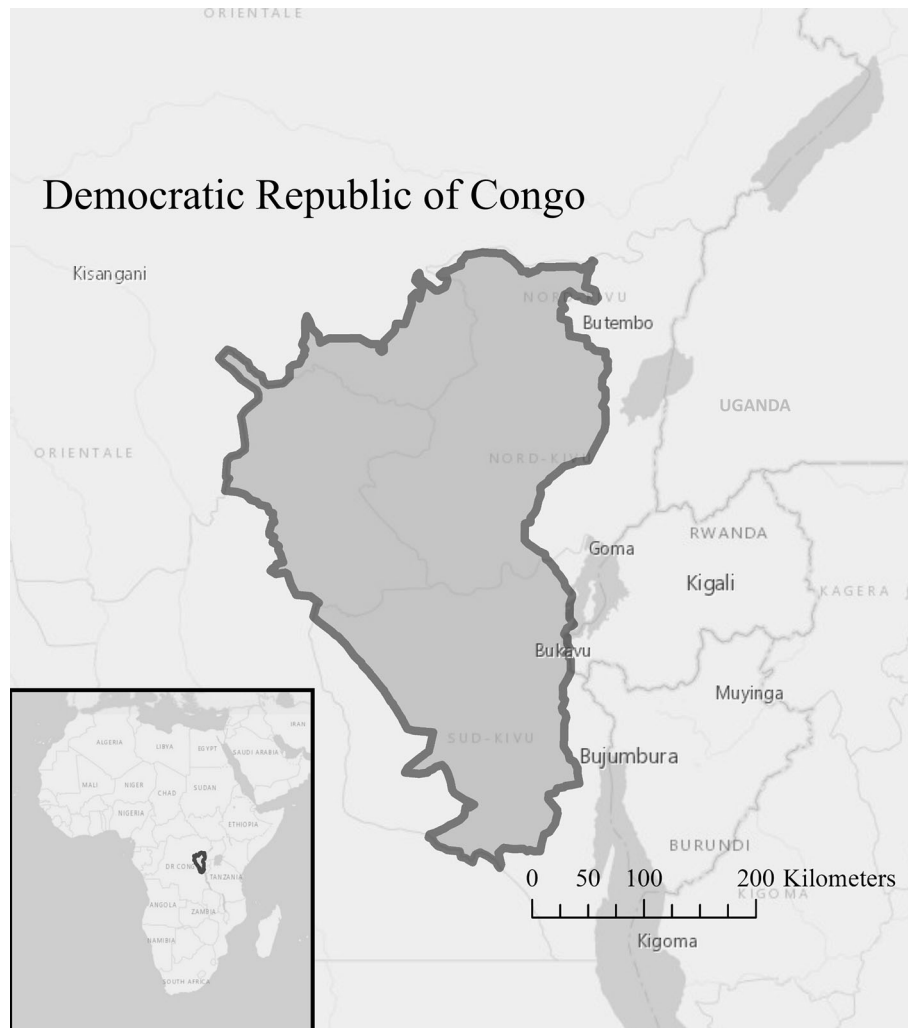 ORIENTALE
Democratic Republic of Congo
Kisangani
NORD-KIVU
Butembo
UGANDA
ORIENTALE
NORD-KIVU
Goma
RWANDA
Kigali
KAGERA
Bukavu
Muyinga
SUD-KIVU
Bujumbura
BURUNDI
0 50 100 200 Kilometers
KIGOMA
Kigoma
IRAN
ALGERIA
LIBYA
EGYPT
SAUDI ARABIA
MALI
NIGER
CHAD
SUDAN
NIGERIA
ETHIOPIA
DR CONG
TANZANIA
ANGOLA
ZAMBIA
NAMIBIA
SOUTH AFRICA